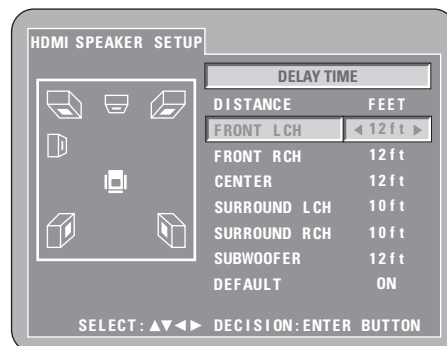 HDMI SPEAKER SETUP
DELAY TIME
DISTANCE FEET
FRONT LCH ◀ 12ft ▶
FRONT RCH 12ft
CENTER 12ft
SURROUND LCH 10ft
SURROUND RCH 10ft
SUBWOOFER 12ft
DEFAULT ON
SELECT:▲▼◀▶ DECISION:ENTER BUTTON